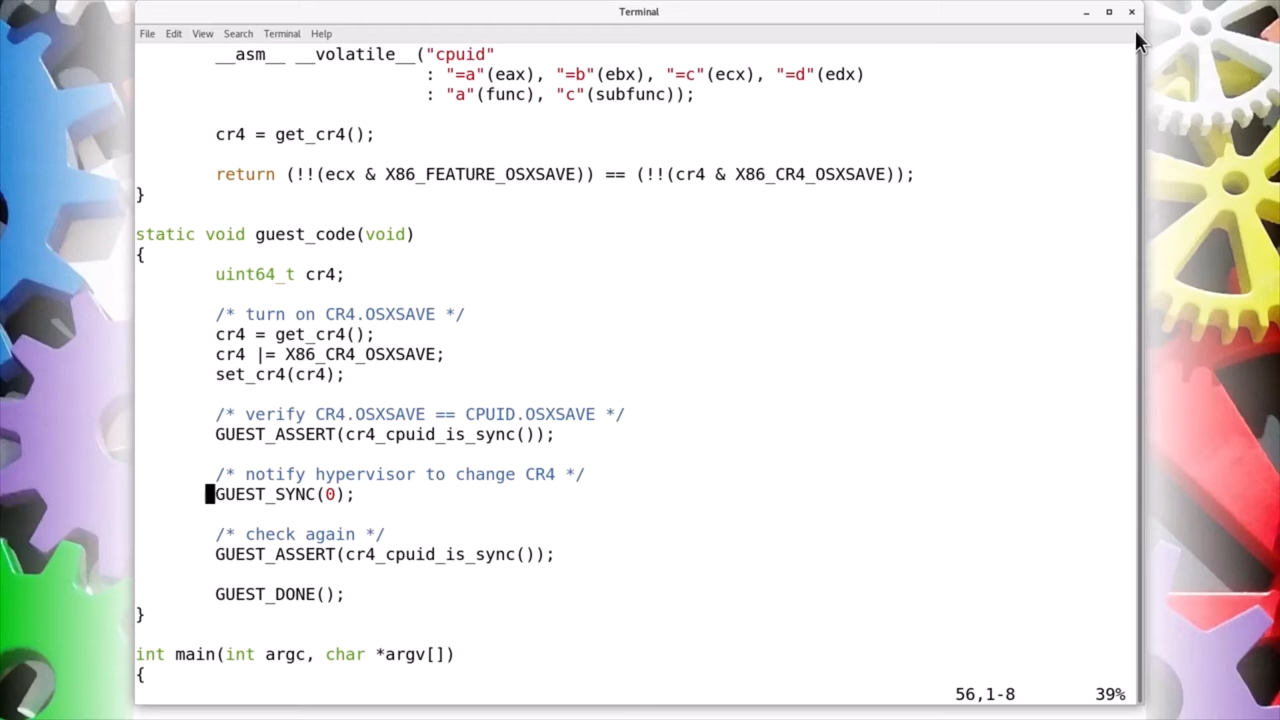 Terminal
File Edit View Search Terminal Help
__asm__ __volatile__("cpuid"
: "=a"(eax), "=b"(ebx), "=c"(ecx), "=d"(edx)
: "a"(func), "c"(subfunc));
cr4 = get_cr4();
return (!!(ecx & X86_FEATURE_OSXSAVE)) == (!!(cr4 & X86_CR4_OSXSAVE));
}
static void guest_code(void)
{
uint64_t cr4;
/* turn on CR4.OSXSAVE */
cr4 = get_cr4();
cr4 |= X86_CR4_OSXSAVE;
set_cr4(cr4);
/* verify CR4.OSXSAVE == CPUID.OSXSAVE */
GUEST_ASSERT(cr4_cpuid_is_sync());
/* notify hypervisor to change CR4 */
GUEST_SYNC(0);
/* check again */
GUEST_ASSERT(cr4_cpuid_is_sync());
GUEST_DONE();
}
int main(int argc, char *argv[])
{
56,1-8 39%